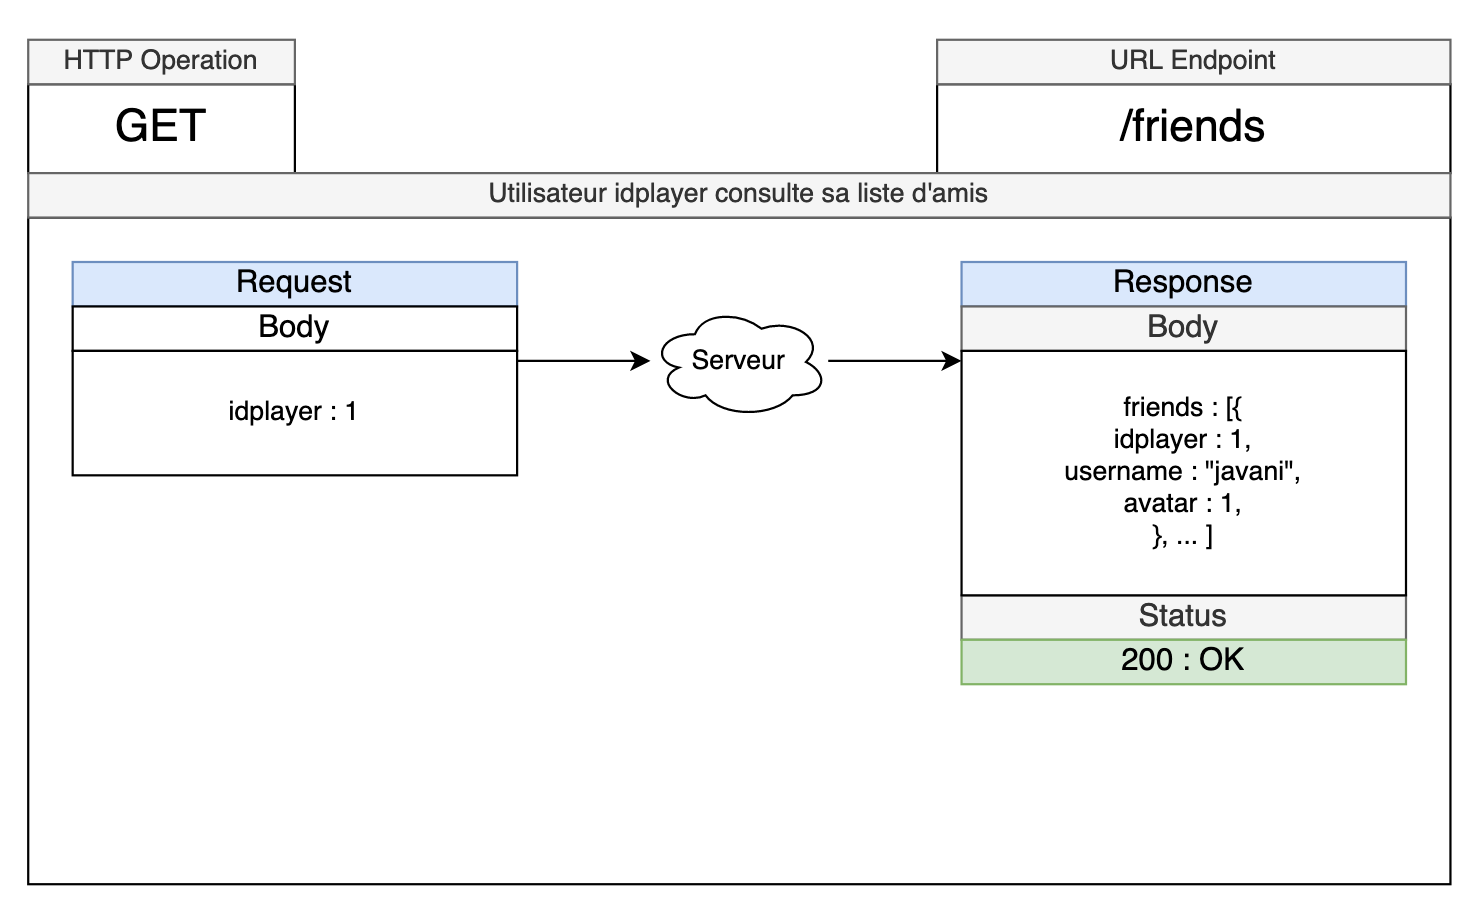 HTTP Operation
URL Endpoint
GET
/friends
Utilisateur idplayer consulte sa liste d'amis
Request
Body
idplayer : 1
Serveur
Response
Body
friends : [{
idplayer : 1,
username : "javani",
avatar : 1,
}, ... ]
Status
200 : OK